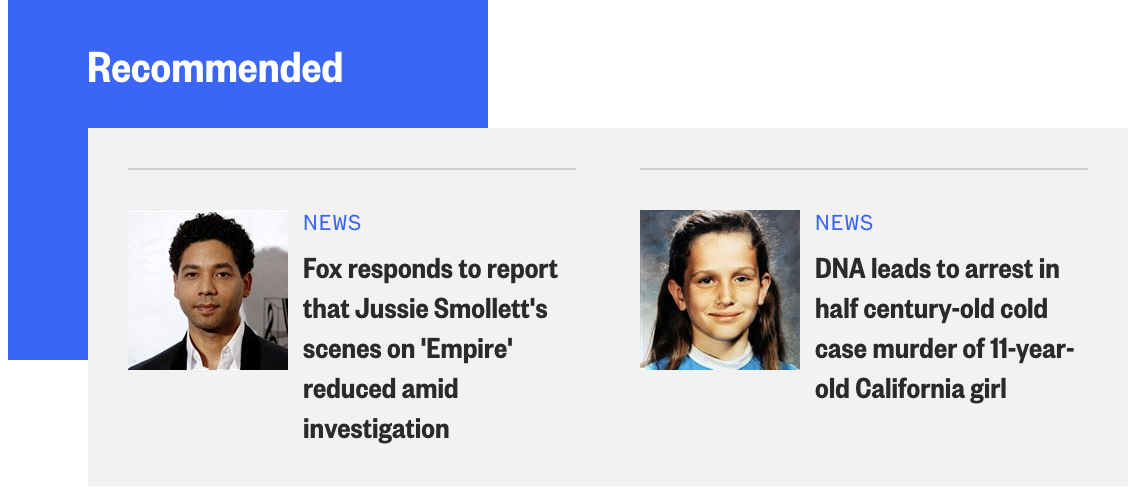 Recommended
NEWS
Fox responds to report
that Jussie Smollett's
scenes on 'Empire'
reduced amid
investigation
NEWS
DNA leads to arrest in
half century-old cold
case murder of 11-year-
old California girl